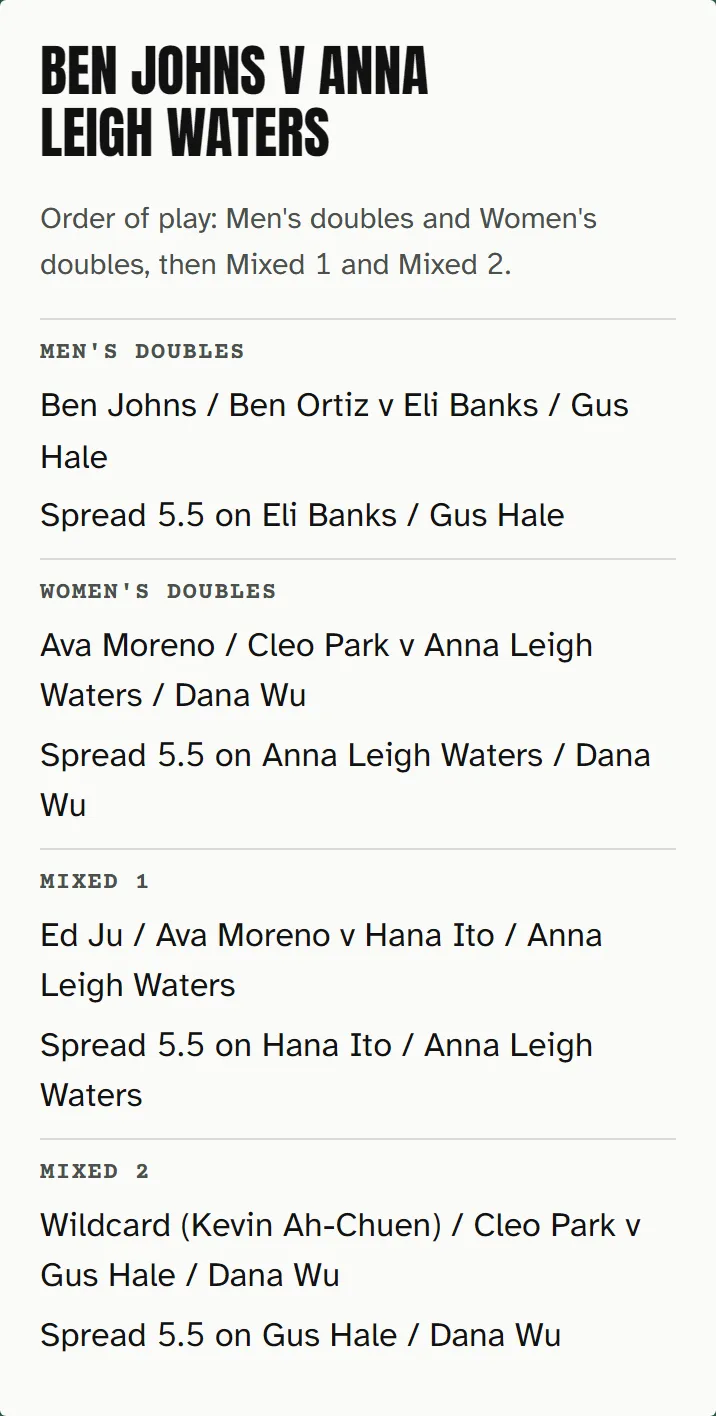 BEN JOHNS V ANNA
LEIGH WATERS
Order of play: Men's doubles and Women's
doubles, then Mixed 1 and Mixed 2.
MEN'S DOUBLES
Ben Johns / Ben Ortiz v Eli Banks / Gus
Hale
Spread 5.5 on Eli Banks / Gus Hale
WOMEN'S DOUBLES
Ava Moreno / Cleo Park v Anna Leigh
Waters / Dana Wu
Spread 5.5 on Anna Leigh Waters / Dana
Wu
MIXED 1
Ed Ju / Ava Moreno v Hana Ito / Anna
Leigh Waters
Spread 5.5 on Hana Ito / Anna Leigh
Waters
MIXED 2
Wildcard (Kevin Ah-Chuen) / Cleo Park v
Gus Hale / Dana Wu
Spread 5.5 on Gus Hale / Dana Wu